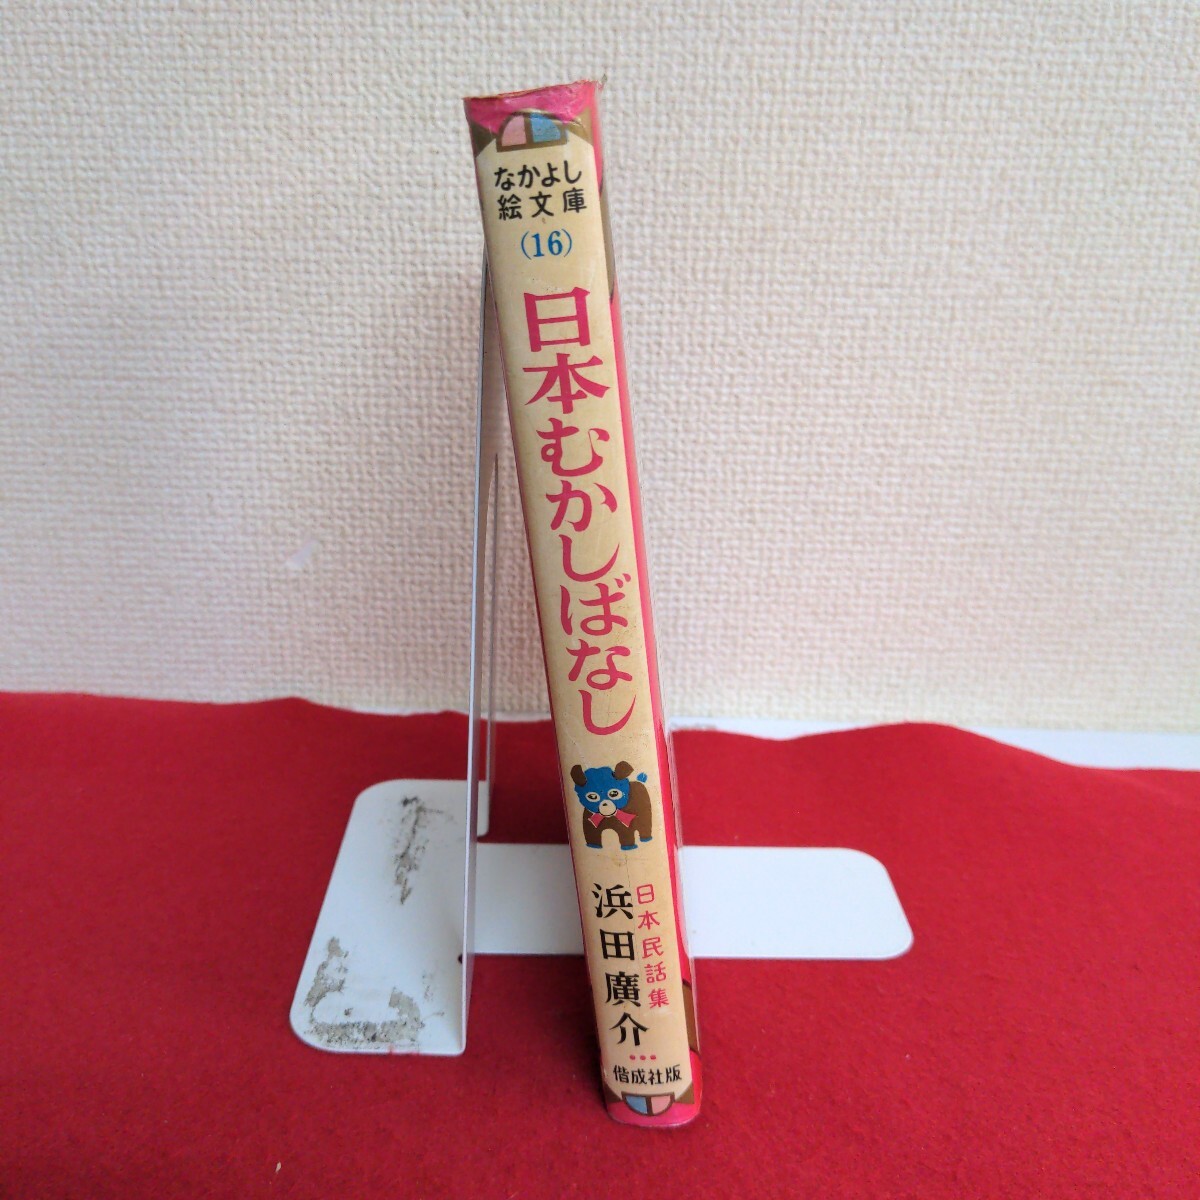 なかよし
絵文庫
(16)
日本むかしばなし
日本民話集
浜田廣介
偕成社版